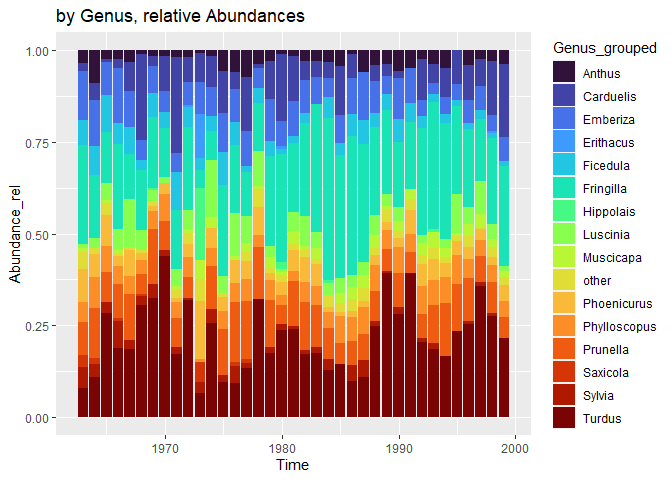 by Genus, relative Abundances
Abundance_rel
1.00
0.75
0.50
0.25
0.00
1970
1980
1990
2000
Time
Genus_grouped
Anthus
Carduelis
Emberiza
Erithacus
Ficedula
Fringilla
Hippolais
Luscinia
Muscicapa
other
Phoenicurus
Phylloscopus
Prunella
Saxicola
Sylvia
Turdus